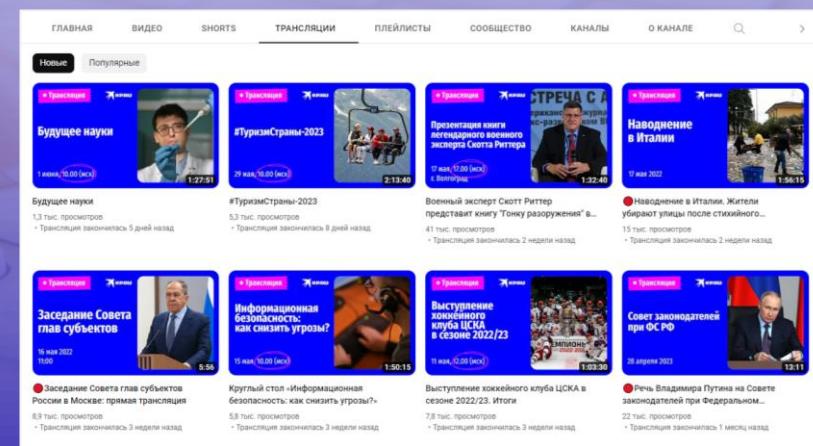 ГЛАВНАЯ ВИДЕО SHORTS ТРАНСЛЯЦИИ ПЛЕЙЛИСТЫ СООБЩЕСТВО КАНАЛЫ О КАНАЛЕ
Новые Популярные
• Трансляция
Будущее науки
1 июня, 10.00 (мск)
1:27:51
Будущее науки
1,3 тыс. просмотров
• Трансляция закончилась 5 дней назад
• Трансляция
#ТуризмСтраны-2023
29 мая, 10.00 (мск)
2:13:40
#ТуризмСтраны-2023
5,3 тыс. просмотров
• Трансляция закончилась 8 дней назад
• Трансляция
Презентация книги
легендарного военного
эксперта Скотта Риттера
17 мая, 17.00 (мск)
г. Волгоград
1:32:40
Военный эксперт Скотт Риттер
представит книгу "Гонку разоружения" в...
41 тыс. просмотров
• Трансляция закончилась 2 недели назад
• Трансляция
Наводнение
в Италии
17 мая 2022
1:56:15
Наводнение в Италии. Жители
убирают улицы после стихийного...
15 тыс. просмотров
• Трансляция закончилась 2 недели назад
• Трансляция
Заседание Совета
глав субъектов
16 мая 2022
11:00
5:56
Заседание Совета глав субъектов
России в Москве: прямая трансляция
8,9 тыс. просмотров
• Трансляция закончилась 3 недели назад
• Трансляция
Информационная
безопасность:
как снизить угрозы?
15 мая, 10.00 (мск)
1:50:15
Круглый стол «Информационная
безопасность: как снизить угрозы?»
5,8 тыс. просмотров
• Трансляция закончилась 3 недели назад
• Трансляция
Выступление
хоккейного
клуба ЦСКА
в сезоне 2022/23
11 мая, 12.00 (мск)
1:03:30
Выступление хоккейного клуба ЦСКА в
сезоне 2022/23. Итоги
7,8 тыс. просмотров
• Трансляция закончилась 3 недели назад
• Трансляция
Совет законодателей
при ФС РФ
28 апреля 2023
13:11
Речь Владимира Путина на Совете
законодателей при Федеральном...
22 тыс. просмотров
• Трансляция закончилась 1 месяц назад